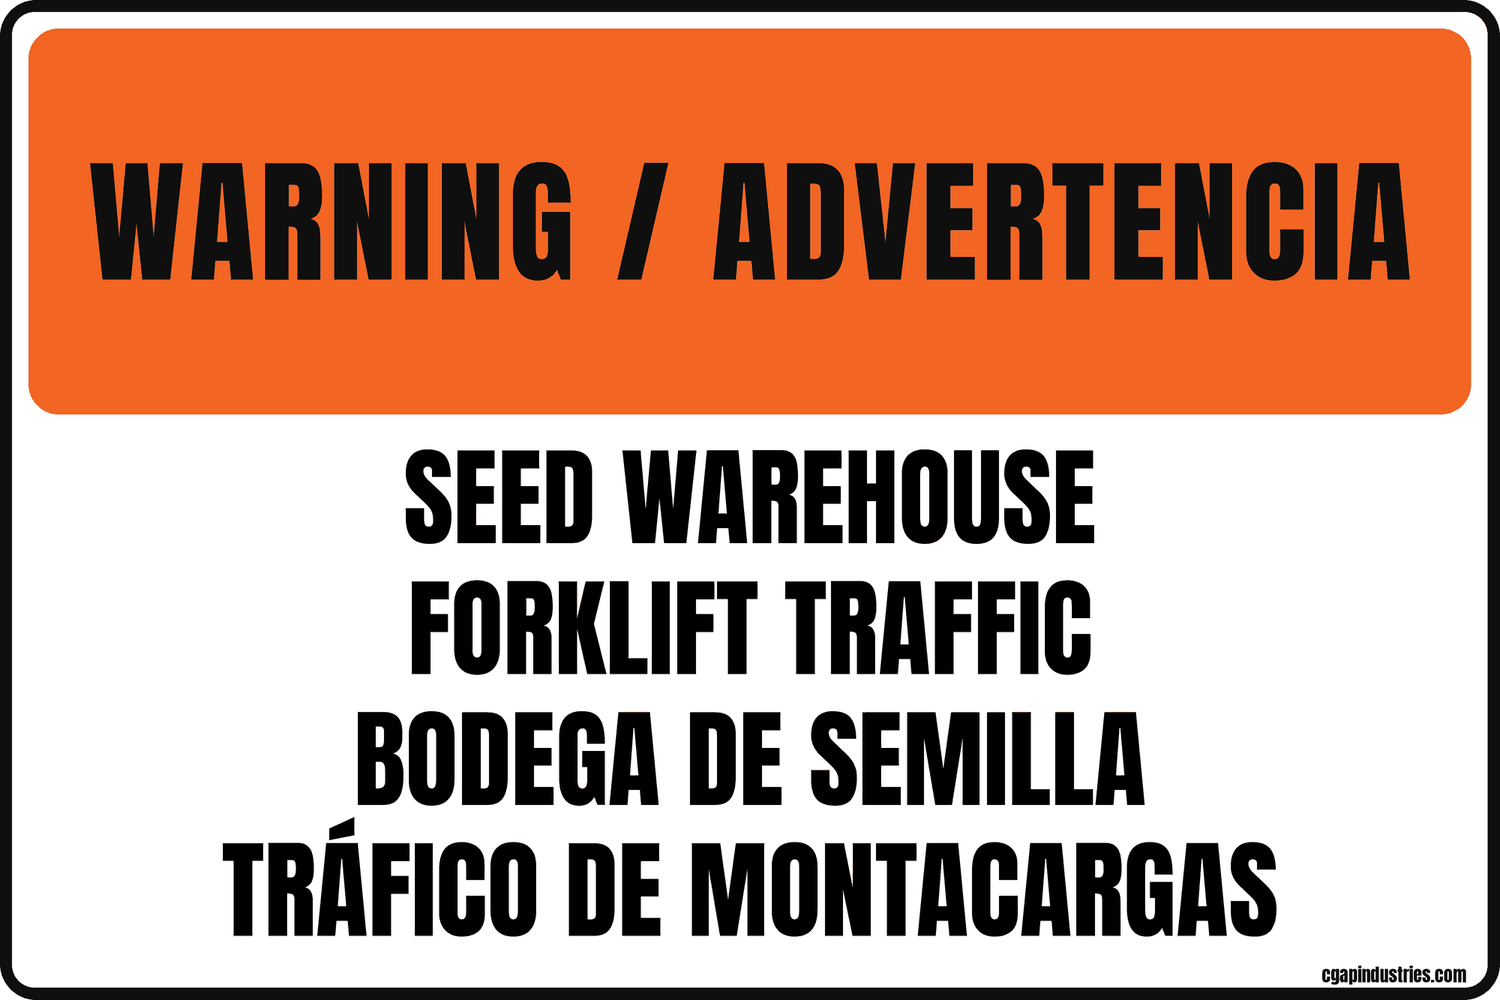 WARNING / ADVERTENCIA
SEED WAREHOUSE
FORKLIFT TRAFFIC
BODEGA DE SEMILLA
TRÁFICO DE MONTACARGAS
cgapindustries.com